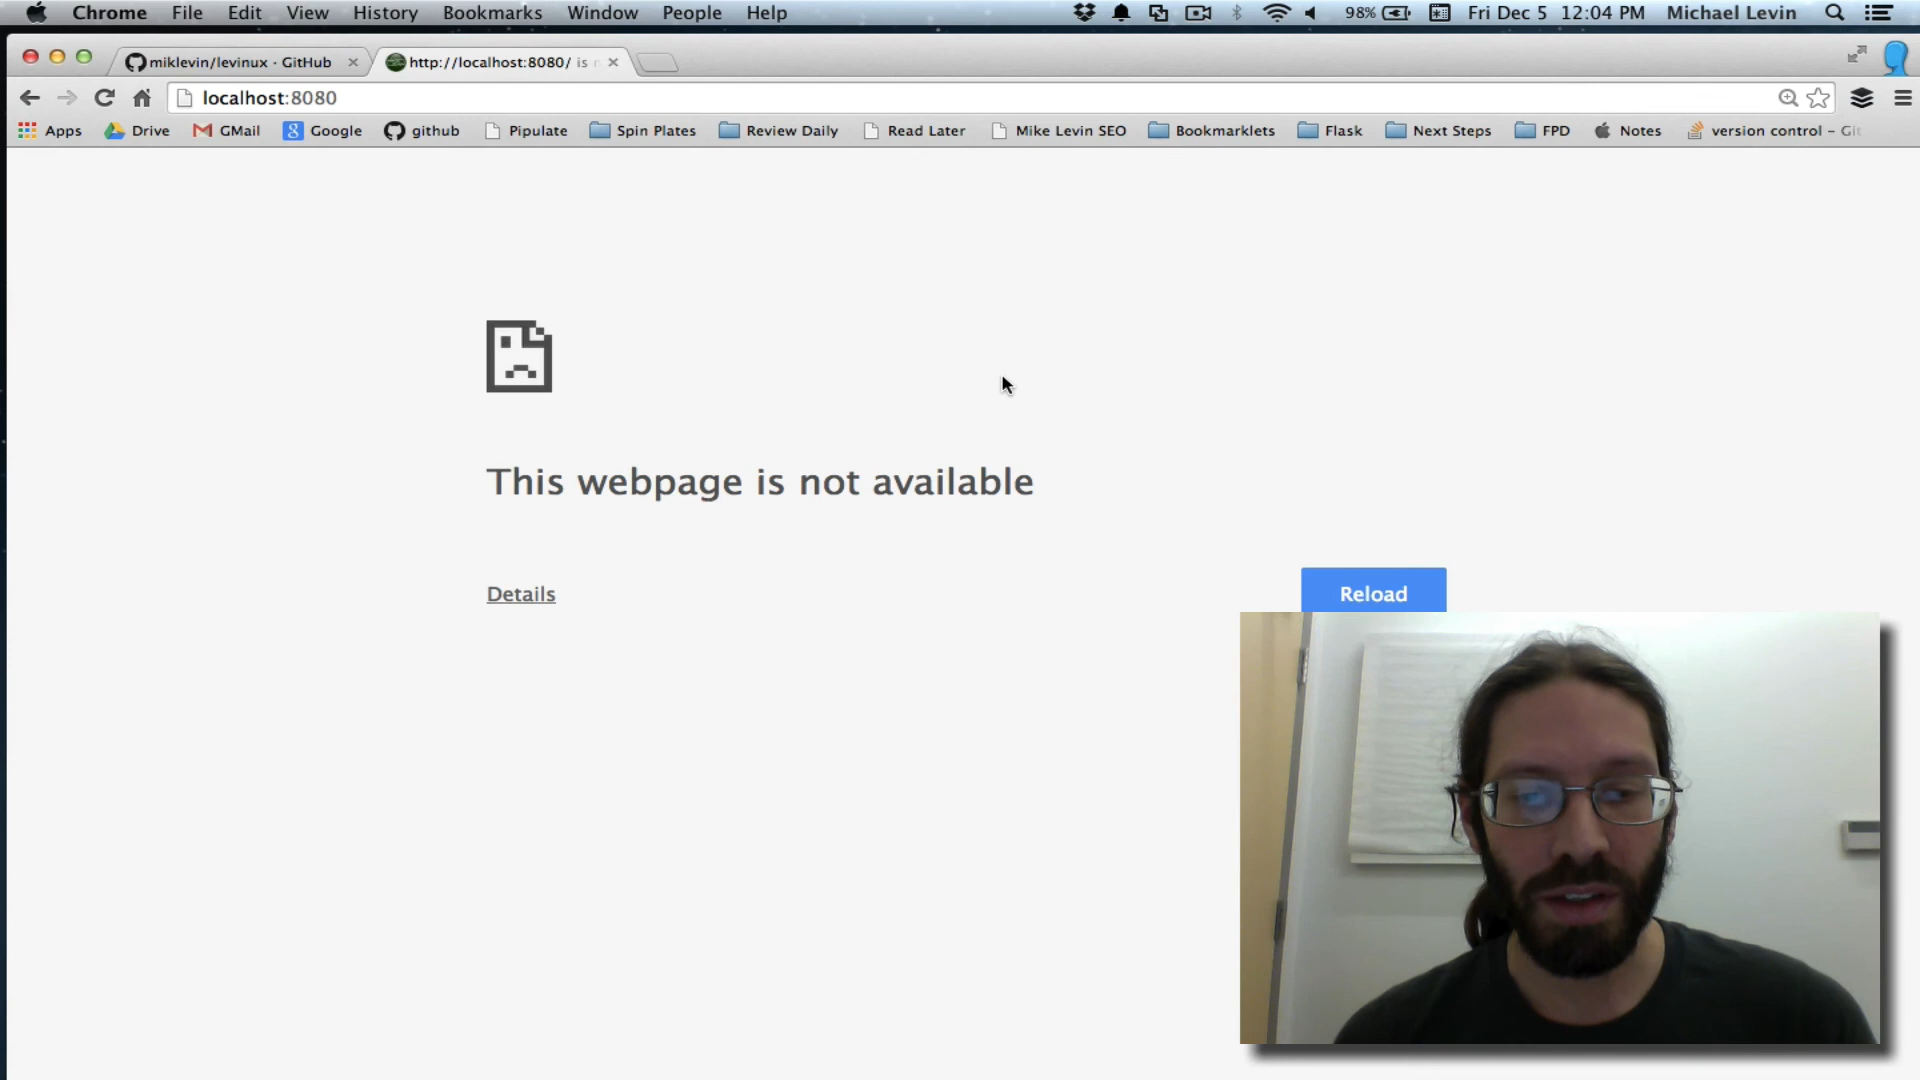 Chrome File Edit View History Bookmarks Window People Help 98% Fri Dec 5 12:04 PM Michael Levin
miklevin/levinux · GitHub http://localhost:8080/ is
localhost:8080
Apps Drive GMail Google github Pipulate Spin Plates Review Daily Read Later Mike Levin SEO Bookmarklets Flask Next Steps FPD Notes version control – Git
This webpage is not available
Details Reload